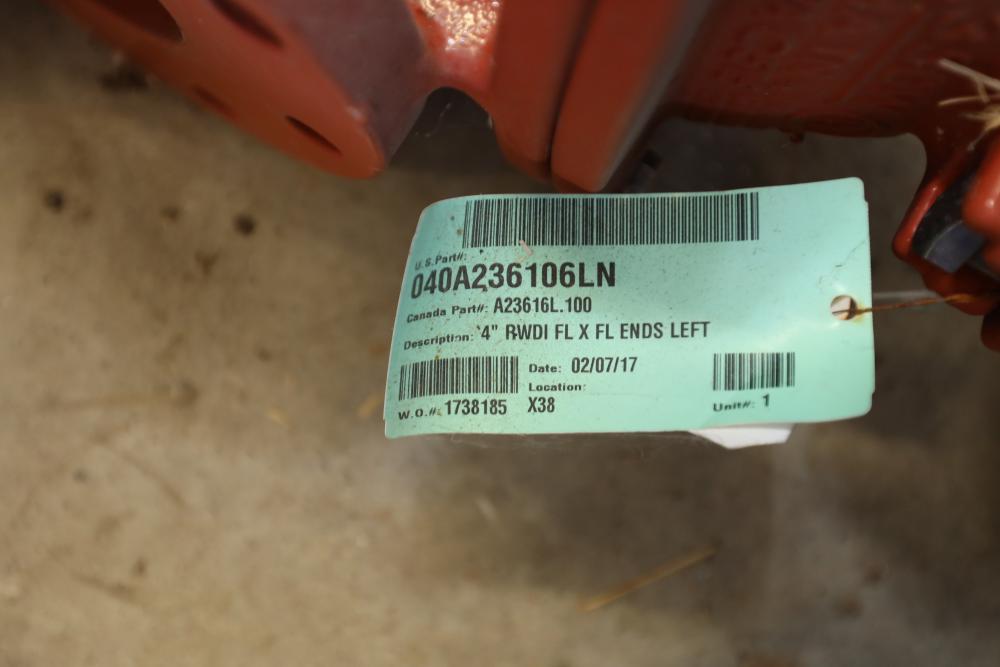 U.S.Part#:
040A236106LN
Canada Part#: A23616L.100
Description: 4" RWDI FL X FL ENDS LEFT
Date: 02/07/17
Location:
W.O.#: 1738185 X38 Unit#: 1